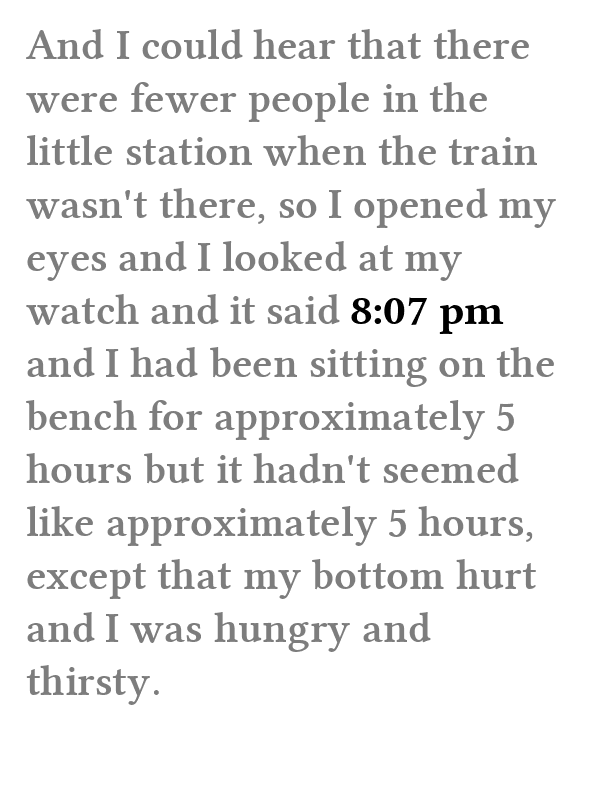 And I could hear that there
were fewer people in the
little station when the train
wasn't there, so I opened my
eyes and I looked at my
watch and it said 8:07 pm
and I had been sitting on the
bench for approximately 5
hours but it hadn't seemed
like approximately 5 hours,
except that my bottom hurt
and I was hungry and
thirsty.